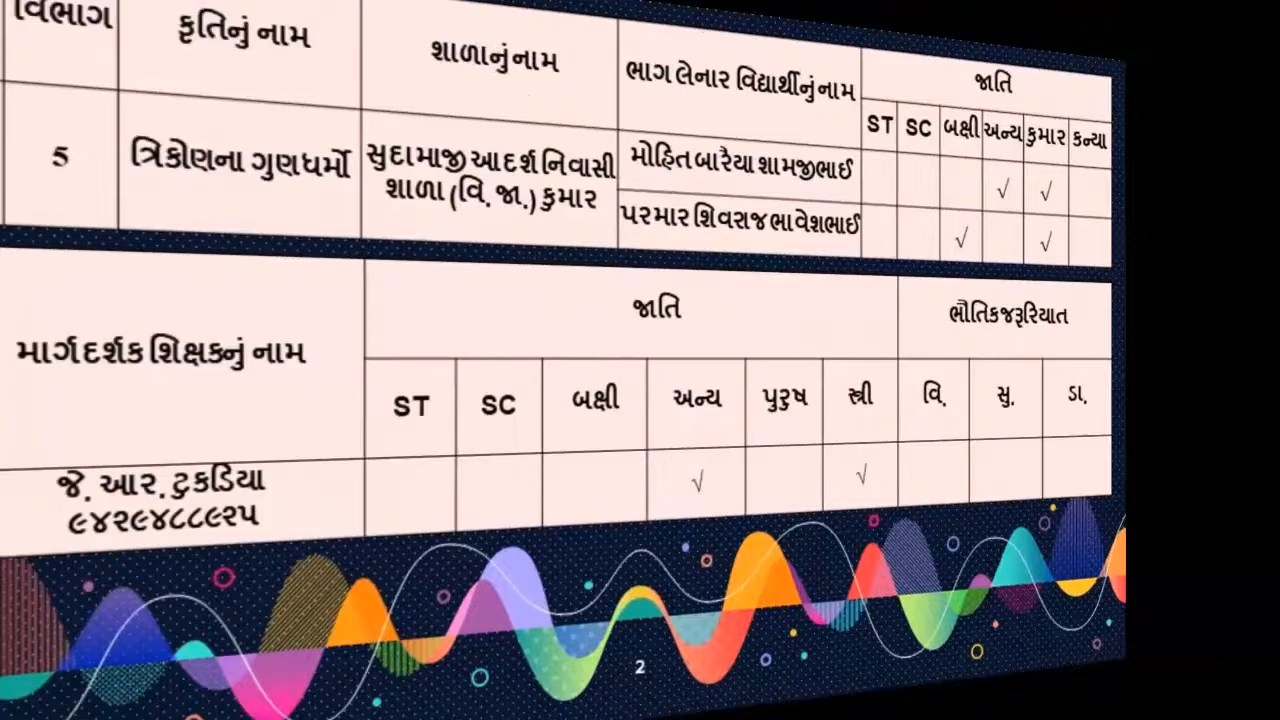 વિભાગ કૃતિનું નામ શાળાનું નામ ભાગ લેનાર વિદ્યાર્થીનું નામ જાતિ
ST SC બક્ષી અન્ય કુમાર કન્યા
5 ત્રિકોણના ગુણધર્મો સુદામાજી આદર્શ નિવાસી
શાળા (વિ. જા.) કુમાર
મોહિત બારૈયા શામજીભાઈ √ √
પરમાર શિવરાજ ભાવેશભાઈ √ √
માર્ગદર્શક શિક્ષકનું નામ જાતિ ભૌતિક જરૂરિયાત
ST SC બક્ષી અન્ય પુરુષ સ્ત્રી વિ. સુ. ડા.
જે. આર. ટુકડિયા √ √
૯૪૨૯૪૮૮૯૨૫
2